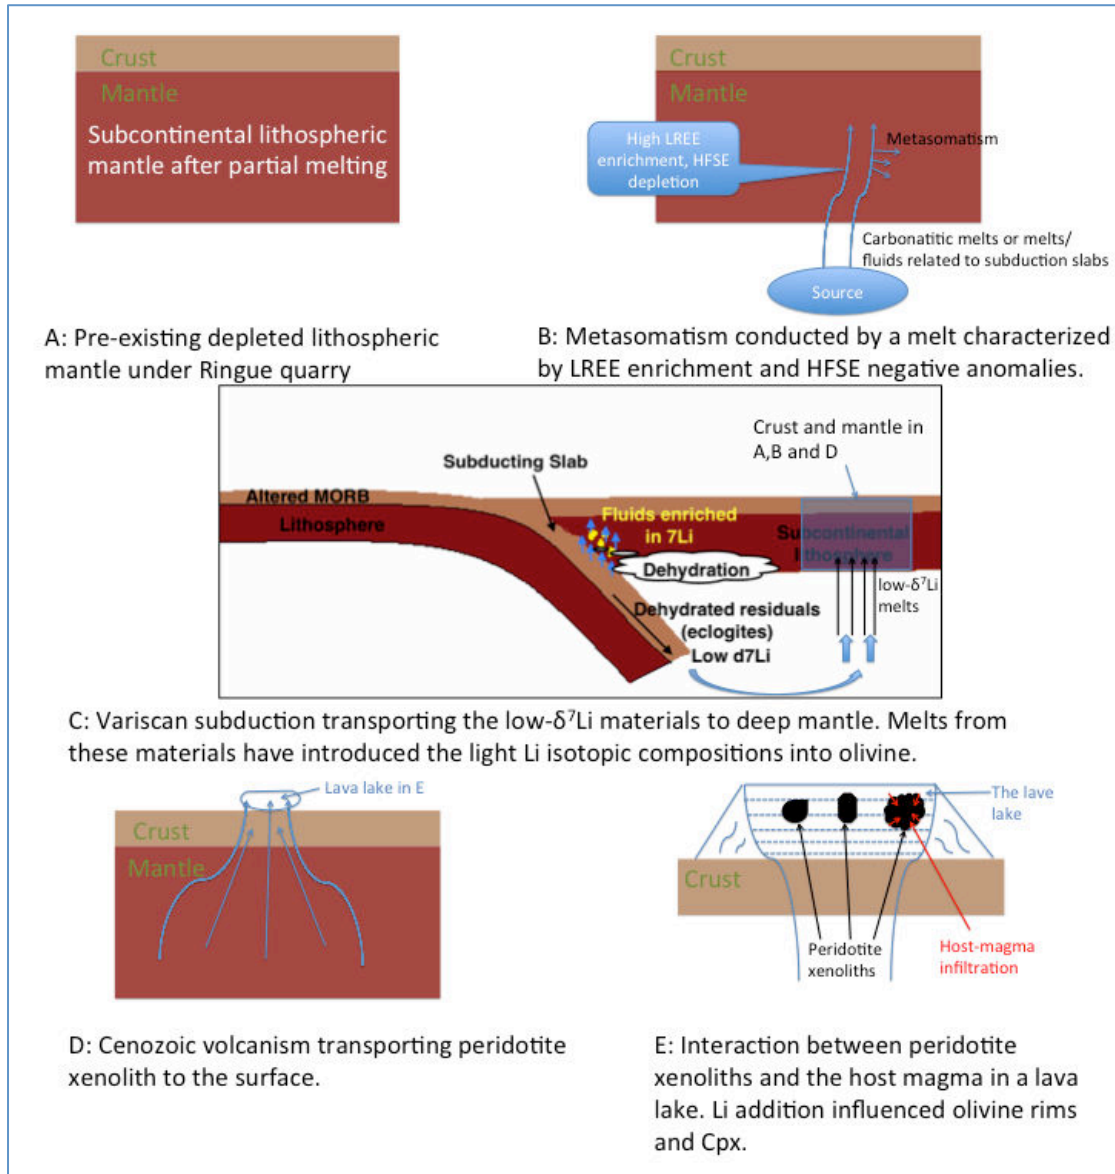 Crust
Mantle
Subcontinental lithospheric
mantle after partial melting
A: Pre-existing depleted lithospheric
mantle under Ringue quarry
Crust
Mantle
High LREE
enrichment, HFSE
depletion
Metasomatism
Carbonatitic melts or melts/
fluids related to subduction slabs
Source
B: Metasomatism conducted by a melt characterized
by LREE enrichment and HFSE negative anomalies.
Crust and mantle in
A,B and D
Subducting Slab
Altered MORB
Lithosphere
Fluids enriched
in 7Li
Subcontinental
lithosphere
Dehydration
low-δ⁷Li
melts
Dehydrated residuals
(eclogites)
Low d7Li
C: Variscan subduction transporting the low-δ⁷Li materials to deep mantle. Melts from
these materials have introduced the light Li isotopic compositions into olivine.
Lava lake in E
Crust
Mantle
D: Cenozoic volcanism transporting peridotite
xenolith to the surface.
The lave
lake
Crust
Peridotite
xenoliths
Host-magma
infiltration
E: Interaction between peridotite
xenoliths and the host magma in a lava
lake. Li addition influenced olivine rims
and Cpx.